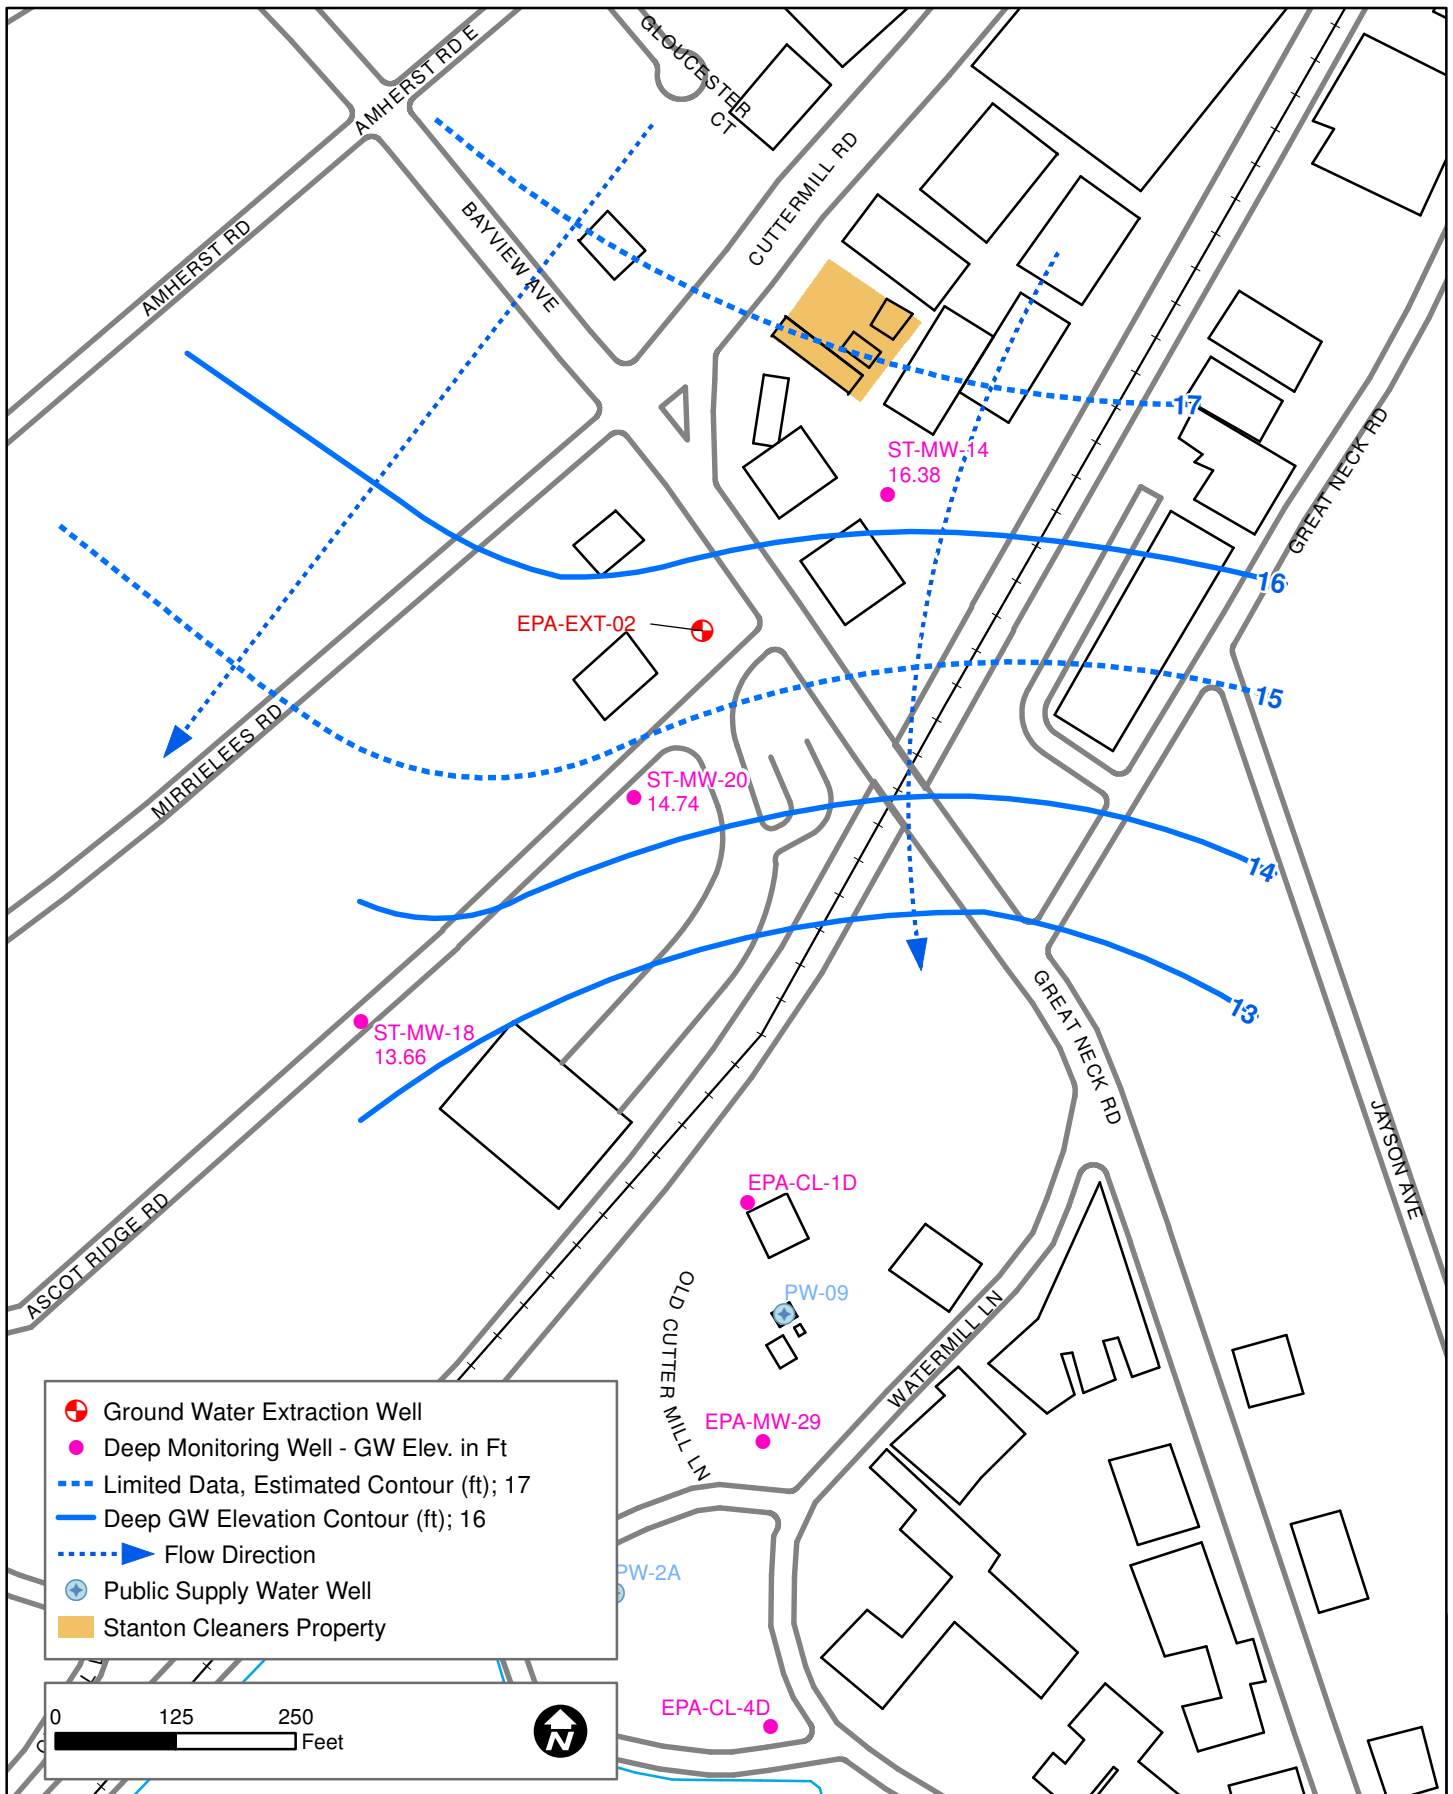 GLOUCESTER
CT
AMHERST RD E
CUTTERMILL RD
BAYVIEW AVE
AMHERST RD
17
GREAT NECK RD
ST-MW-14
16.38
16
EPA-EXT-02
15
MIRRIELEES RD
ST-MW-20
14.74
14
13
ST-MW-18
13.66
GREAT NECK RD
JAYSON AVE
EPA-CL-1D
ASCOT RIDGE RD
PW-09
OLD CUTTER MILL LN
WATERMILL LN
EPA-MW-29
Ground Water Extraction Well
Deep Monitoring Well - GW Elev. in Ft
Limited Data, Estimated Contour (ft); 17
Deep GW Elevation Contour (ft); 16
Flow Direction
Public Supply Water Well
Stanton Cleaners Property
PW-2A
EPA-CL-4D
0 125 250
Feet
N